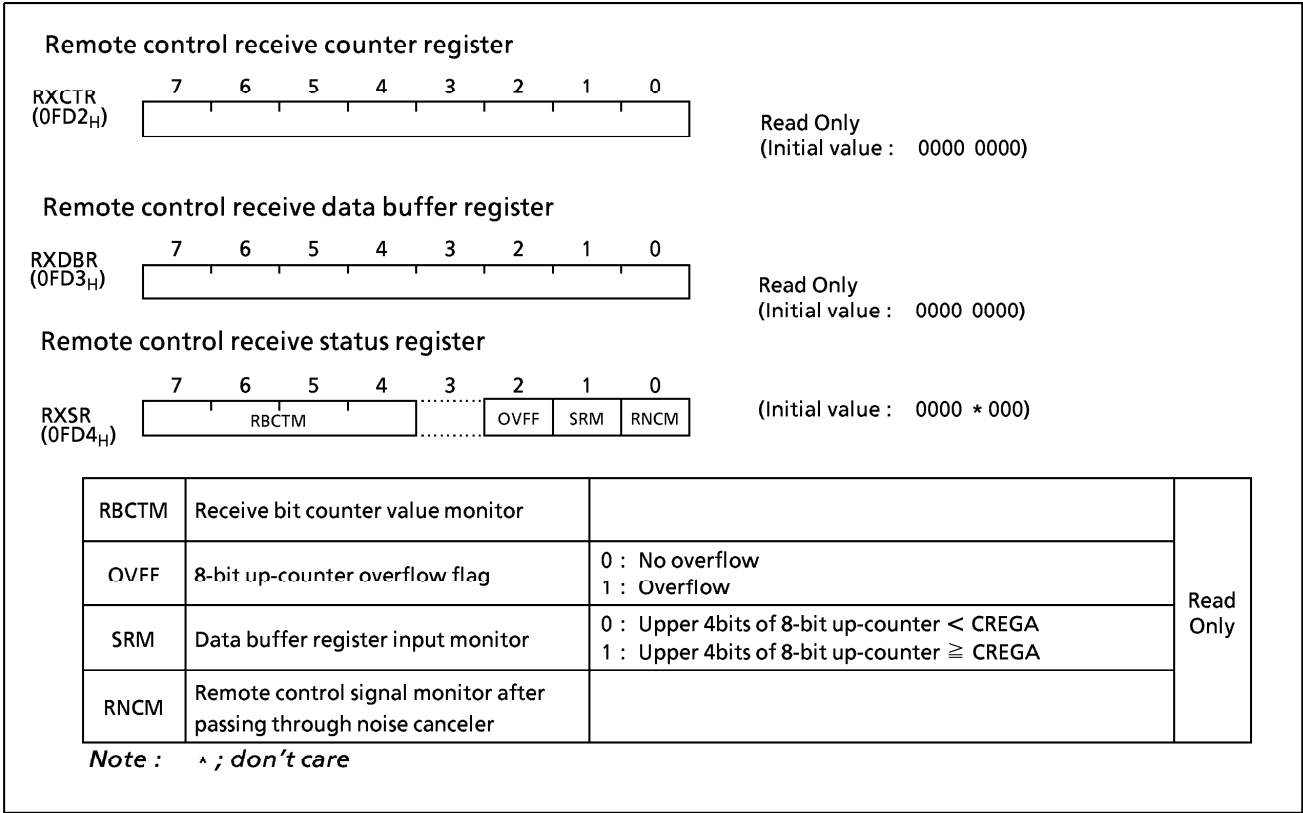 Remote control receive counter register
7 6 5 4 3 2 1 0
RXCTR
(0FD2H)
Read Only
(Initial value : 0000 0000)
Remote control receive data buffer register
7 6 5 4 3 2 1 0
RXDBR
(0FD3H)
Read Only
(Initial value : 0000 0000)
Remote control receive status register
7 6 5 4 3 2 1 0
RXSR
(0FD4H)
RBCTM OVFF SRM RNCM
(Initial value : 0000 * 000)
RBCTM Receive bit counter value monitor
OVFF 8-bit up-counter overflow flag
0 : No overflow
1 : Overflow
SRM Data buffer register input monitor
0 : Upper 4bits of 8-bit up-counter < CREGA
1 : Upper 4bits of 8-bit up-counter ≧ CREGA
RNCM Remote control signal monitor after
passing through noise canceler
Read
Only
Note : * ; don't care